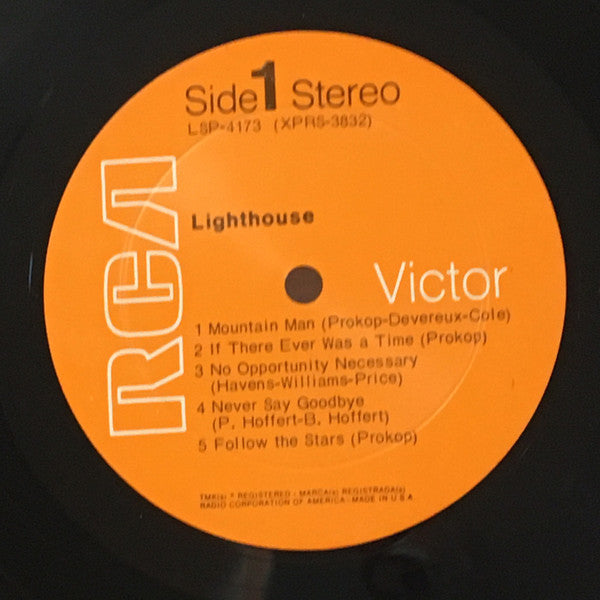 Side 1 Stereo
LSP-4173 (XPRS-3832)
RCA
Lighthouse
Victor
1 Mountain Man (Prokop-Devereux-Cole)
2 If There Ever Was a Time (Prokop)
3 No Opportunity Necessary
(Havens-Williams-Price)
4 Never Say Goodbye
(P. Hoffert-B. Hoffert)
5 Follow the Stars (Prokop)
TMK(s) ® REGISTERED - MARCA(s) REGISTRADA(s)
RADIO CORPORATION OF AMERICA - MADE IN U.S.A.